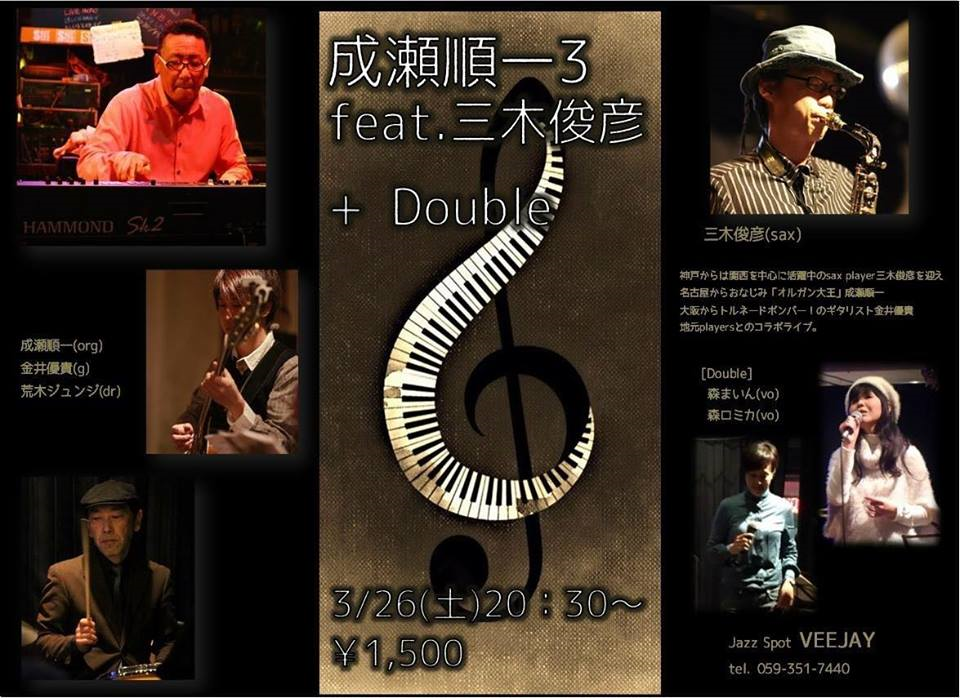 成瀬順一3
feat.三木俊彦
+ Double
3/26(土)20：30～
￥1,500
HAMMOND Sk2
成瀬順一(org)
金井優貴(g)
荒木ジュンジ(dr)
三木俊彦(sax)
神戸からは関西を中心に活躍中のsax player三木俊彦を迎え
名古屋からおなじみ「オルガン大王」成瀬順一
大阪からトルネードボンバー！のギタリスト金井優貴
地元playersとのコラボライブ。
[Double]
森まいん(vo)
森ロミカ(vo)
Jazz Spot VEEJAY
tel. 059-351-7440